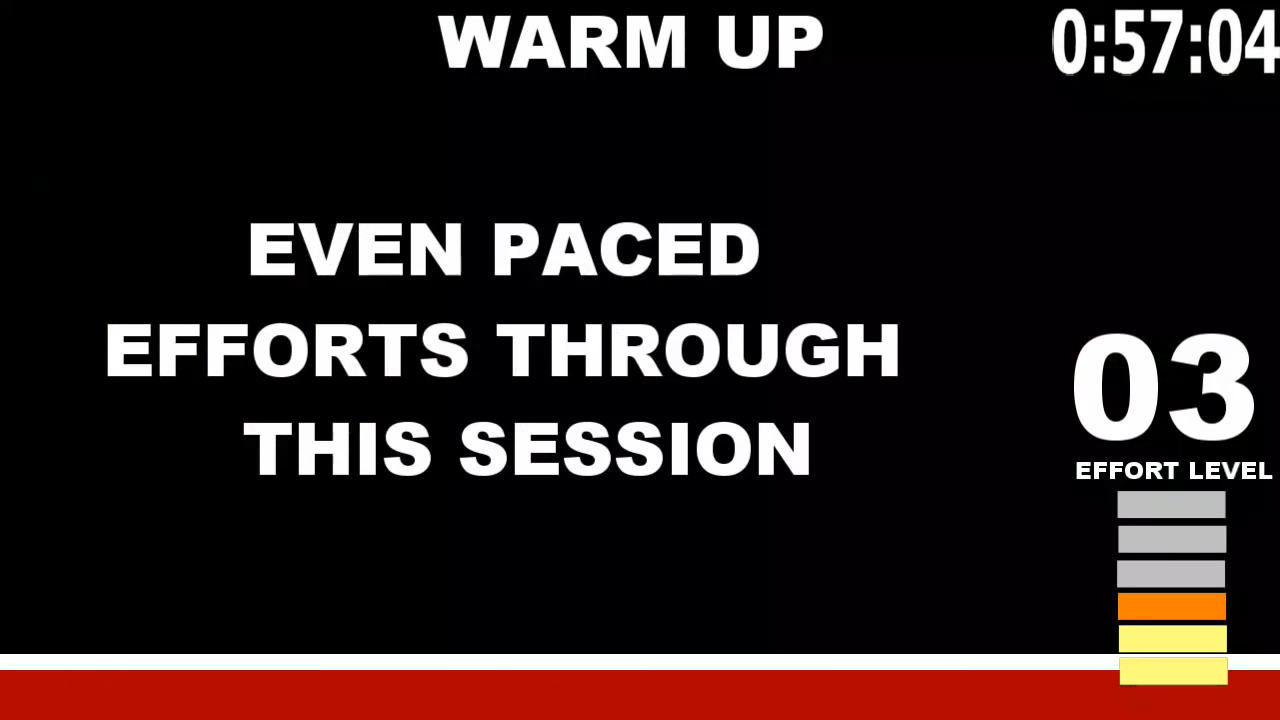 WARM UP
0:57:04
EVEN PACED
EFFORTS THROUGH
THIS SESSION
03
EFFORT LEVEL